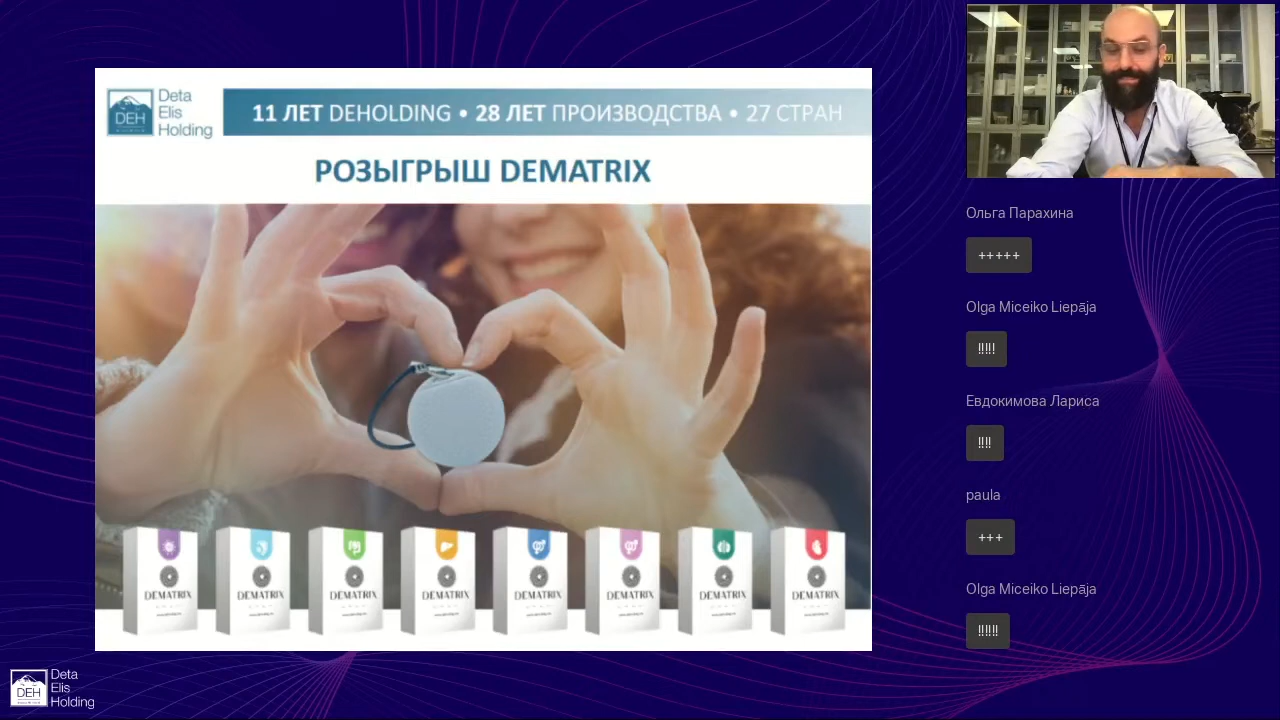 Deta
Elis
Holding
DEH
11 ЛЕТ DEHOLDING • 28 ЛЕТ ПРОИЗВОДСТВА • 27 СТРАН
РОЗЫГРЫШ DEMATRIX
DEMATRIX
DEMATRIX
DEMATRIX
DEMATRIX
DEMATRIX
DEMATRIX
DEMATRIX
DEMATRIX
Ольга Парахина
+++++
Olga Miceiko Liepāja
!!!!!
Евдокимова Лариса
!!!!
paula
+++
Olga Miceiko Liepāja
!!!!!!
Deta
Elis
Holding
DEH